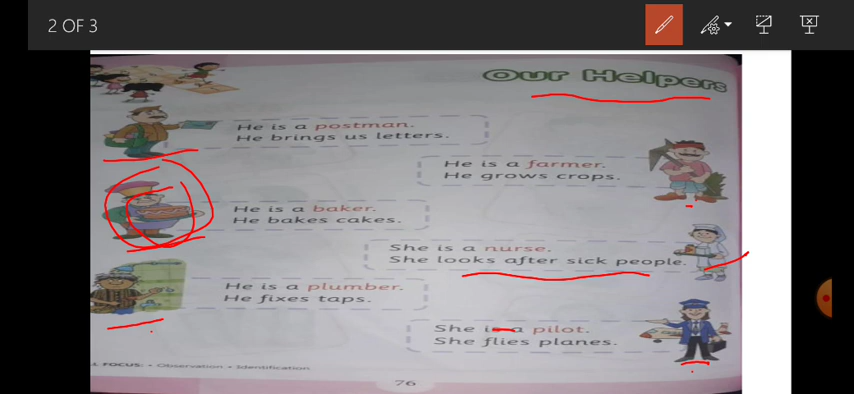 2 OF 3
Our Helpers
He is a postman.
He brings us letters.
He is a farmer.
He grows crops.
He is a baker.
He bakes cakes.
She is a nurse.
She looks after sick people.
He is a plumber.
He fixes taps.
She is a pilot.
She flies planes.
FOCUS: • Observation • Identification
76